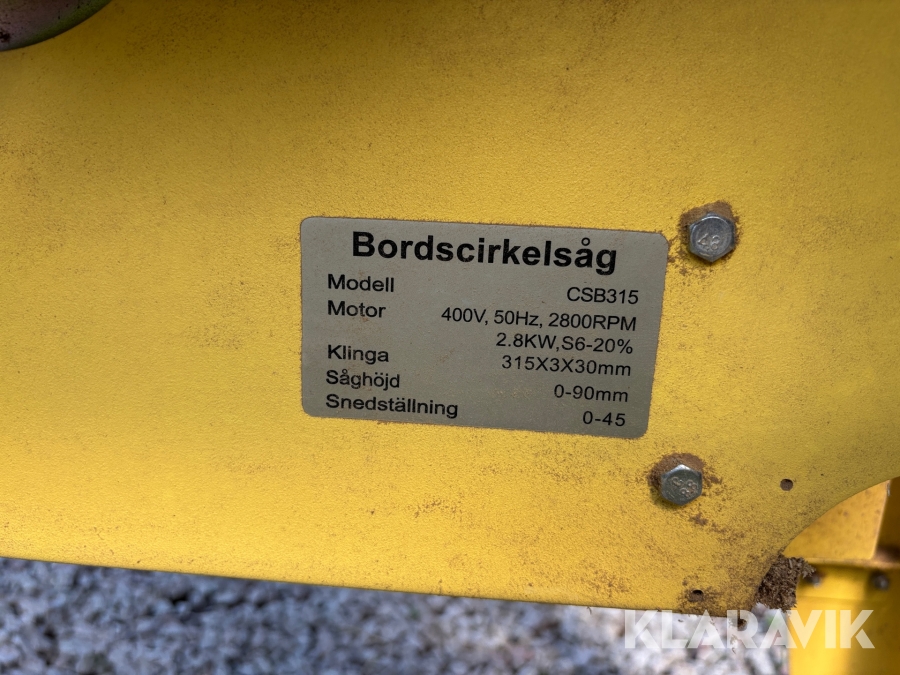 Bordscirkelsåg
Modell CSB315
Motor 400V, 50Hz, 2800RPM
2.8KW,S6-20%
Klinga 315X3X30mm
Såghöjd 0-90mm
Snedställning 0-45
KLARAVIK